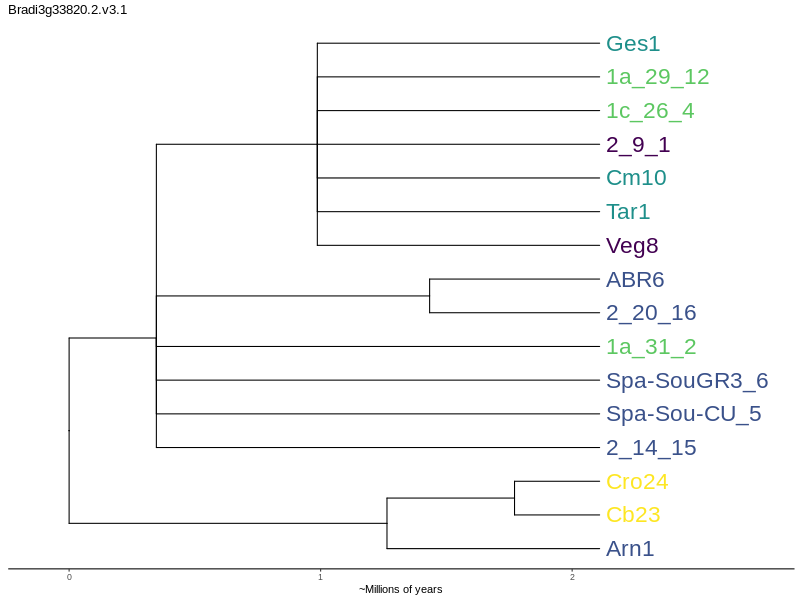 Bradi3g33820.2.v3.1
Ges1
1a_29_12
1c_26_4
2_9_1
Cm10
Tar1
Veg8
ABR6
2_20_16
1a_31_2
Spa-SouGR3_6
Spa-Sou-CU_5
2_14_15
Cro24
Cb23
Arn1
0 1 2
~Millions of years